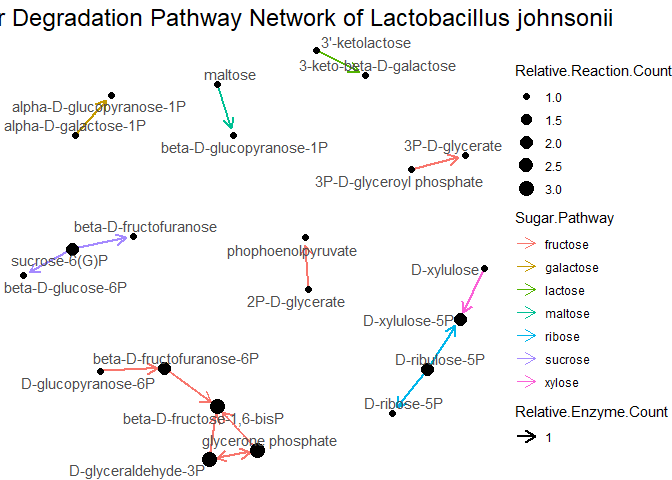 r Degradation Pathway Network of Lactobacillus johnsonii
3'-ketolactose
3-keto-beta-D-galactose
maltose
alpha-D-glucopyranose-1P
alpha-D-galactose-1P
beta-D-glucopyranose-1P
3P-D-glycerate
3P-D-glyceroyl phosphate
beta-D-fructofuranose
sucrose-6(G)P
beta-D-glucose-6P
phophoenolpyruvate
2P-D-glycerate
D-xylulose
D-xylulose-5P
D-ribulose-5P
D-ribose-5P
beta-D-fructofuranose-6P
D-glucopyranose-6P
beta-D-fructose-1,6-bisP
glycerone phosphate
D-glyceraldehyde-3P
Relative.Reaction.Count
1.0
1.5
2.0
2.5
3.0
Sugar.Pathway
fructose
galactose
lactose
maltose
ribose
sucrose
xylose
Relative.Enzyme.Count
1